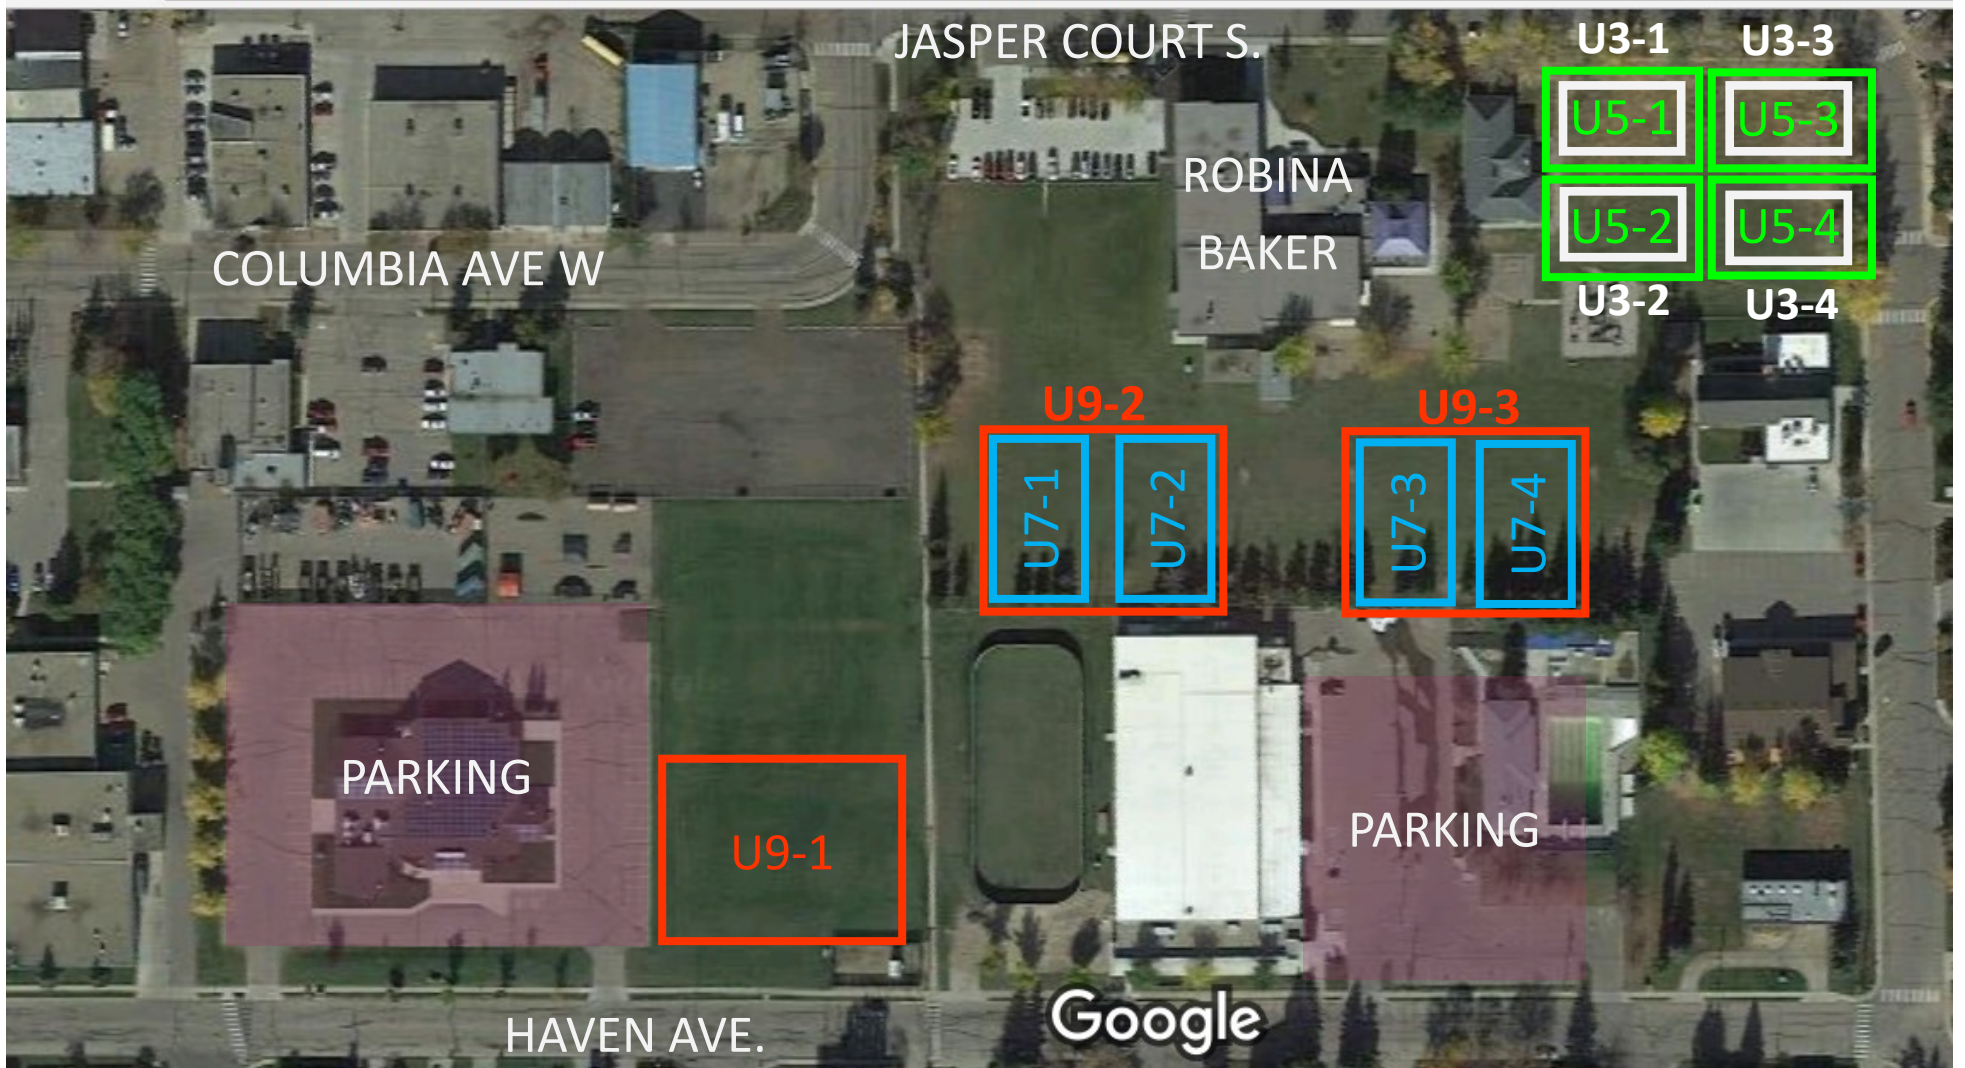 JASPER COURT S.
U3-1
U3-3
U5-1
U5-3
ROBINA
BAKER
U5-2
U5-4
COLUMBIA AVE W
U3-2
U3-4
U9-2
U9-3
U7-1
U7-2
U7-3
U7-4
PARKING
U9-1
PARKING
Google
HAVEN AVE.